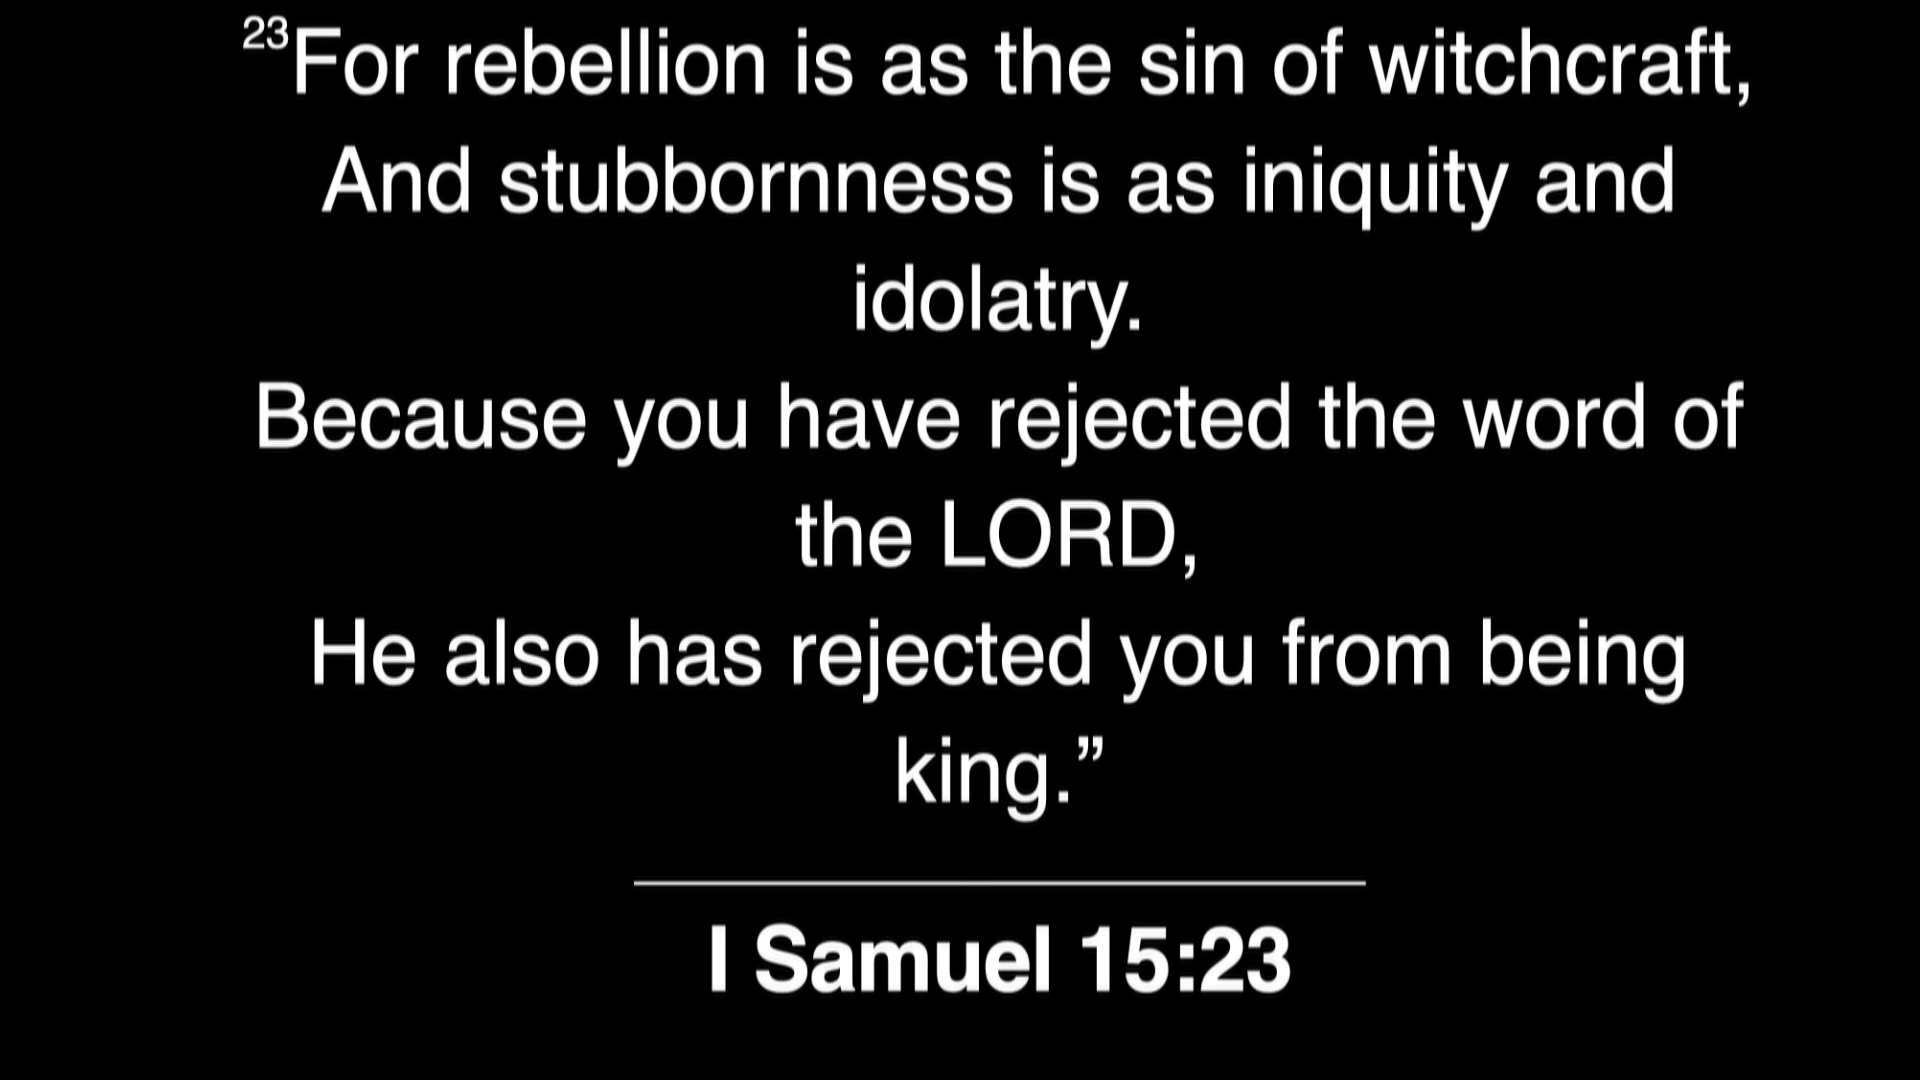 23For rebellion is as the sin of witchcraft,
And stubbornness is as iniquity and
idolatry.
Because you have rejected the word of
the LORD,
He also has rejected you from being
king.”
I Samuel 15:23